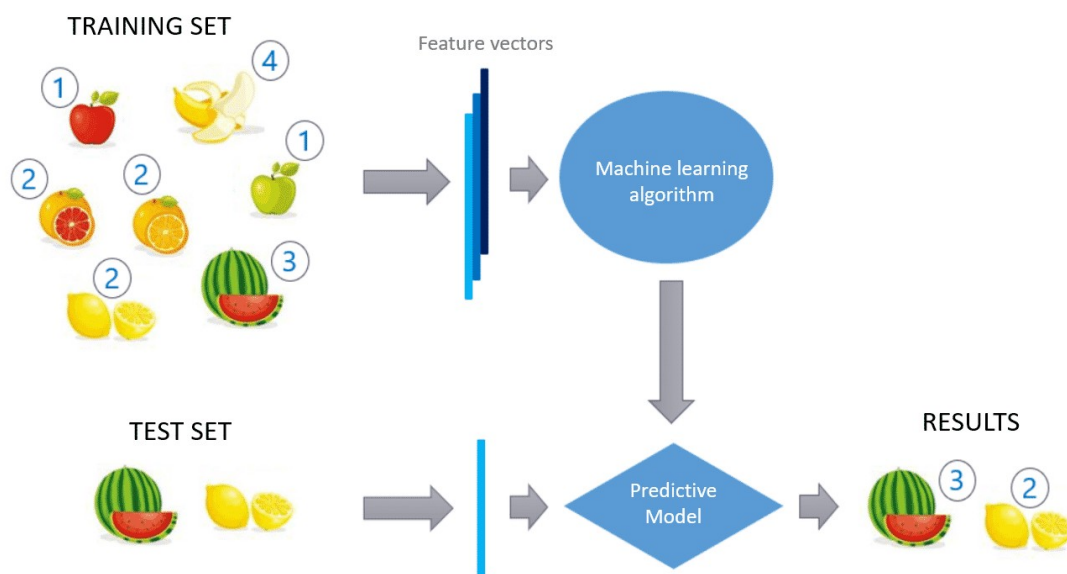 TRAINING SET
Feature vectors
4
1
1
2
2
3
2
Machine learning
algorithm
TEST SET
RESULTS
3
2
Predictive
Model